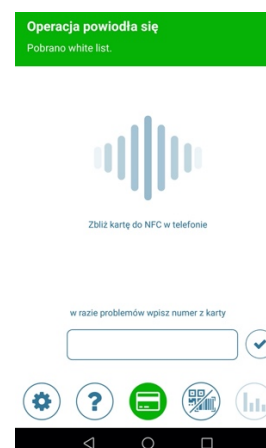 Operacja powiodła się
Pobrano white list.
Zbliż kartę do NFC w telefonie
w razie problemów wpisz numer z karty
?